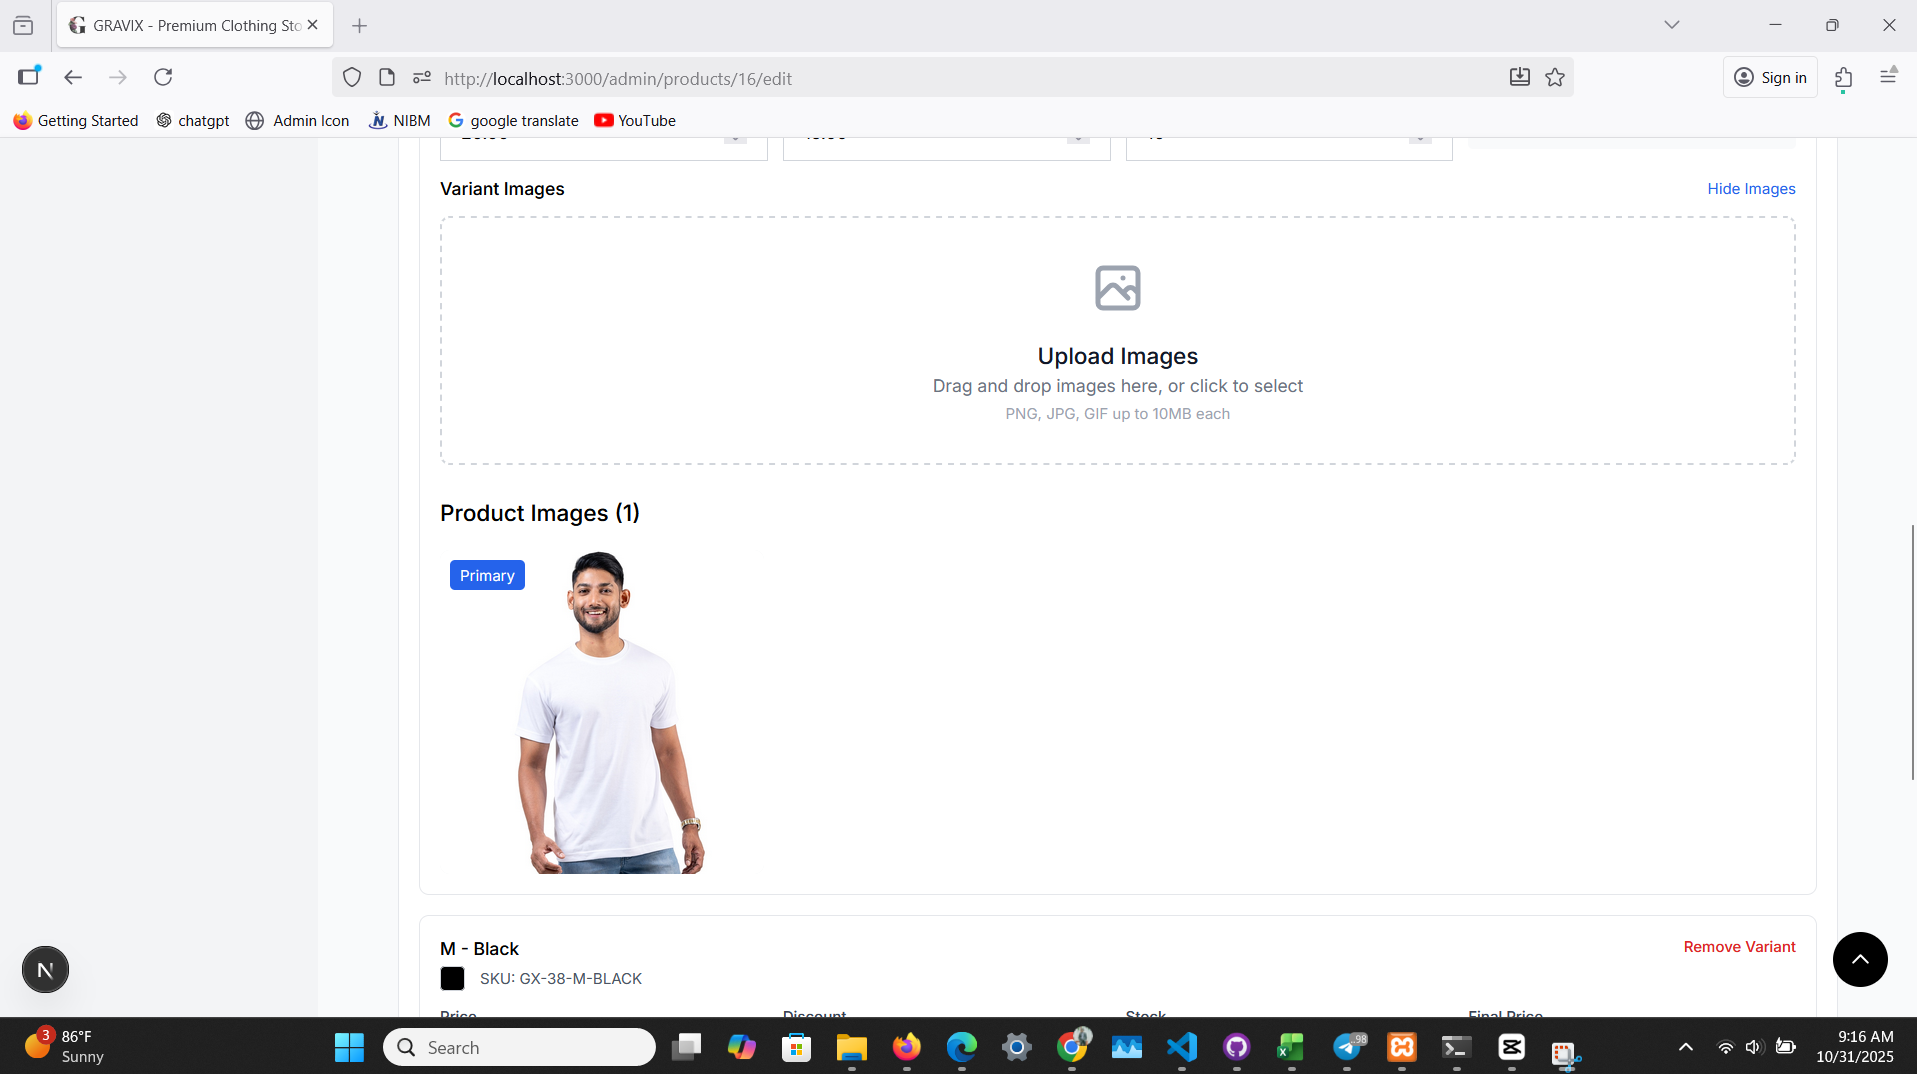 GRAVIX - Premium Clothing Sto
http://localhost:3000/admin/products/16/edit
Sign in
Getting Started
chatgpt
Admin Icon
NIBM
google translate
YouTube
Variant Images
Hide Images
Upload Images
Drag and drop images here, or click to select
PNG, JPG, GIF up to 10MB each
Product Images (1)
Primary
M - Black
Remove Variant
SKU: GX-38-M-BLACK
Price
Discount
Stock
Final Price
N
3
86°F
Sunny
Search
.98
9:16 AM
10/31/2025